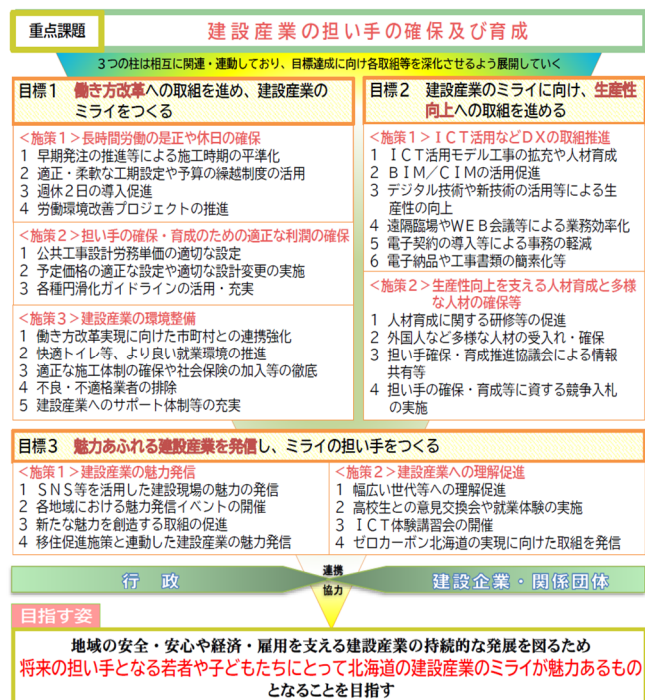 重点課題
建設産業の担い手の確保及び育成
3つの柱は相互に関連・連動しており、目標達成に向け各取組等を深化させるよう展開していく
目標1 働き方改革への取組を進め、建設産業の
ミライをつくる
<施策1>長時間労働の是正や休日の確保
1 早期発注の推進等による施工時期の平準化
2 適正・柔軟な工期設定や予算の繰越制度の活用
3 週休2日の導入促進
4 労働環境改善プロジェクトの推進
<施策2>担い手の確保・育成のための適正な利潤の確保
1 公共工事設計労務単価の適切な設定
2 予定価格の適正な設定や適切な設計変更の実施
3 各種円滑化ガイドラインの活用・充実
<施策3>建設産業の環境整備
1 働き方改革実現に向けた市町村との連携強化
2 快適トイレ等、より良い就業環境の推進
3 適正な施工体制の確保や社会保険の加入等の徹底
4 不良・不適格業者の排除
5 建設産業へのサポート体制等の充実
目標2 建設産業のミライに向け、生産性
向上への取組を進める
<施策1>ICT活用などDXの取組推進
1 ICT活用モデル工事の拡充や人材育成
2 BIM/CIMの活用促進
3 デジタル技術や新技術の活用等による生
産性の向上
4 遠隔臨場やWEB会議等による業務効率化
5 電子契約の導入等による事務の軽減
6 電子納品や工事書類の簡素化等
<施策2>生産性向上を支える人材育成と多様
な人材の確保等
1 人材育成に関する研修等の促進
2 外国人など多様な人材の受入れ・確保
3 担い手確保・育成推進協議会による情報
共有等
4 担い手の確保・育成等に資する競争入札
の実施
目標3 魅力あふれる建設産業を発信し、ミライの担い手をつくる
<施策1>建設産業の魅力発信
1 SNS等を活用した建設現場の魅力の発信
2 各地域における魅力発信イベントの開催
3 新たな魅力を創造する取組の促進
4 移住促進施策と連動した建設産業の魅力発信
<施策2>建設産業への理解促進
1 幅広い世代等への理解促進
2 高校生との意見交換会や就業体験の実施
3 ICT体験講習会の開催
4 ゼロカーボン北海道の実現に向けた取組を発信
行 政
連携
協力
建設企業・関係団体
目指す姿
地域の安全・安心や経済・雇用を支える建設産業の持続的な発展を図るため
将来の担い手となる若者や子どもたちにとって北海道の建設産業のミライが魅力あるもの
となることを目指す